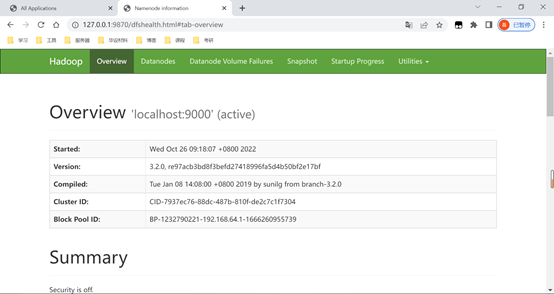 All Applications
Namenode information
127.0.0.1:9870/dfshealth.html#tab-overview
已暂停
学习 工具 服务器 毕设材料 博客 课程 考研
Hadoop Overview Datanodes Datanode Volume Failures Snapshot Startup Progress Utilities
Overview 'localhost:9000' (active)
Started: Wed Oct 26 09:18:07 +0800 2022
Version: 3.2.0, re97acb3bd8f3befd27418996fa5d4b50bf2e17bf
Compiled: Tue Jan 08 14:08:00 +0800 2019 by sunilg from branch-3.2.0
Cluster ID: CID-7937ec76-88dc-487b-810f-de2c7c1f7304
Block Pool ID: BP-1232790221-192.168.64.1-1666260955739
Summary
Security is off.